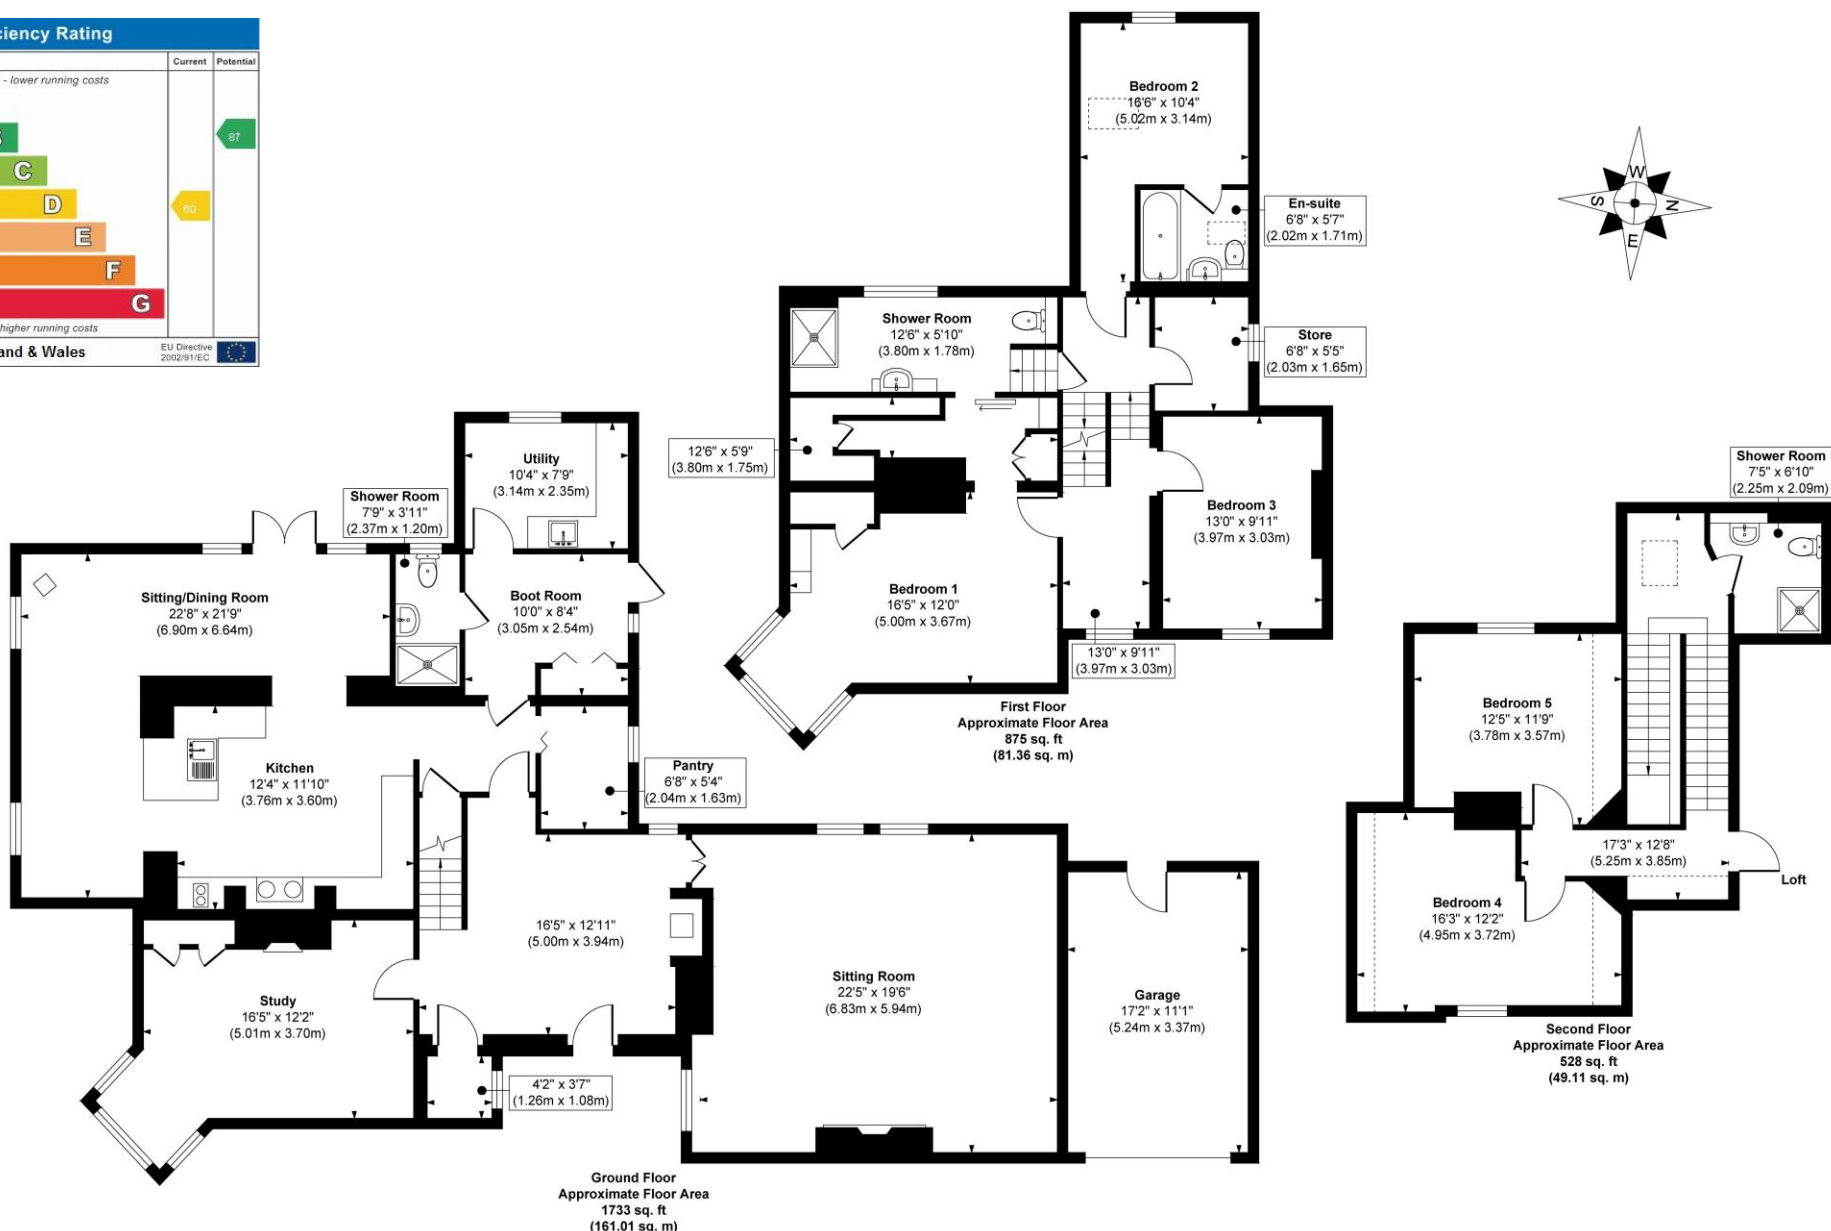 ciency Rating
Current Potential
- lower running costs
C
D
E
F
G
87
60
higher running costs
and & Wales
EU Directive
2002/91/EC
Bedroom 2
16'6" x 10'4"
(5.02m x 3.14m)
En-suite
6'8" x 5'7"
(2.02m x 1.71m)
W
S
N
E
Shower Room
12'6" x 5'10"
(3.80m x 1.78m)
Store
6'8" x 5'5"
(2.03m x 1.65m)
12'6" x 5'9"
(3.80m x 1.75m)
Bedroom 3
13'0" x 9'11"
(3.97m x 3.03m)
Bedroom 1
16'5" x 12'0"
(5.00m x 3.67m)
13'0" x 9'11"
(3.97m x 3.03m)
First Floor
Approximate Floor Area
875 sq. ft
(81.36 sq. m)
Utility
10'4" x 7'9"
(3.14m x 2.35m)
Shower Room
7'9" x 3'11"
(2.37m x 1.20m)
Sitting/Dining Room
22'8" x 21'9"
(6.90m x 6.64m)
Boot Room
10'0" x 8'4"
(3.05m x 2.54m)
Kitchen
12'4" x 11'10"
(3.76m x 3.60m)
Pantry
6'8" x 5'4"
(2.04m x 1.63m)
16'5" x 12'11"
(5.00m x 3.94m)
Study
16'5" x 12'2"
(5.01m x 3.70m)
Sitting Room
22'5" x 19'6"
(6.83m x 5.94m)
Garage
17'2" x 11'1"
(5.24m x 3.37m)
4'2" x 3'7"
(1.26m x 1.08m)
Ground Floor
Approximate Floor Area
1733 sq. ft
(161.01 sq. m)
Shower Room
7'5" x 6'10"
(2.25m x 2.09m)
Bedroom 5
12'5" x 11'9"
(3.78m x 3.57m)
17'3" x 12'8"
(5.25m x 3.85m)
Loft
Bedroom 4
16'3" x 12'2"
(4.95m x 3.72m)
Second Floor
Approximate Floor Area
528 sq. ft
(49.11 sq. m)